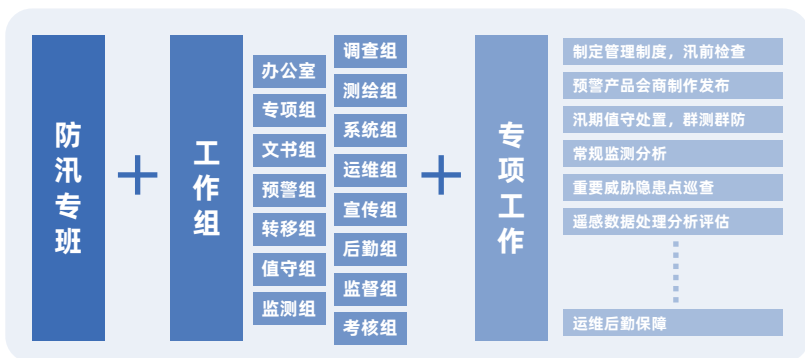 防汛专班
工作组
办公室
专项组
文书组
预警组
转移组
值守组
监测组
调查组
测绘组
系统组
运维组
宣传组
后勤组
监督组
考核组
专项工作
制定管理制度，汛前检查
预警产品会商制作发布
汛期值守处置，群测群防
常规监测分析
重要威胁隐患点巡查
遥感数据处理分析评估
运维后勤保障